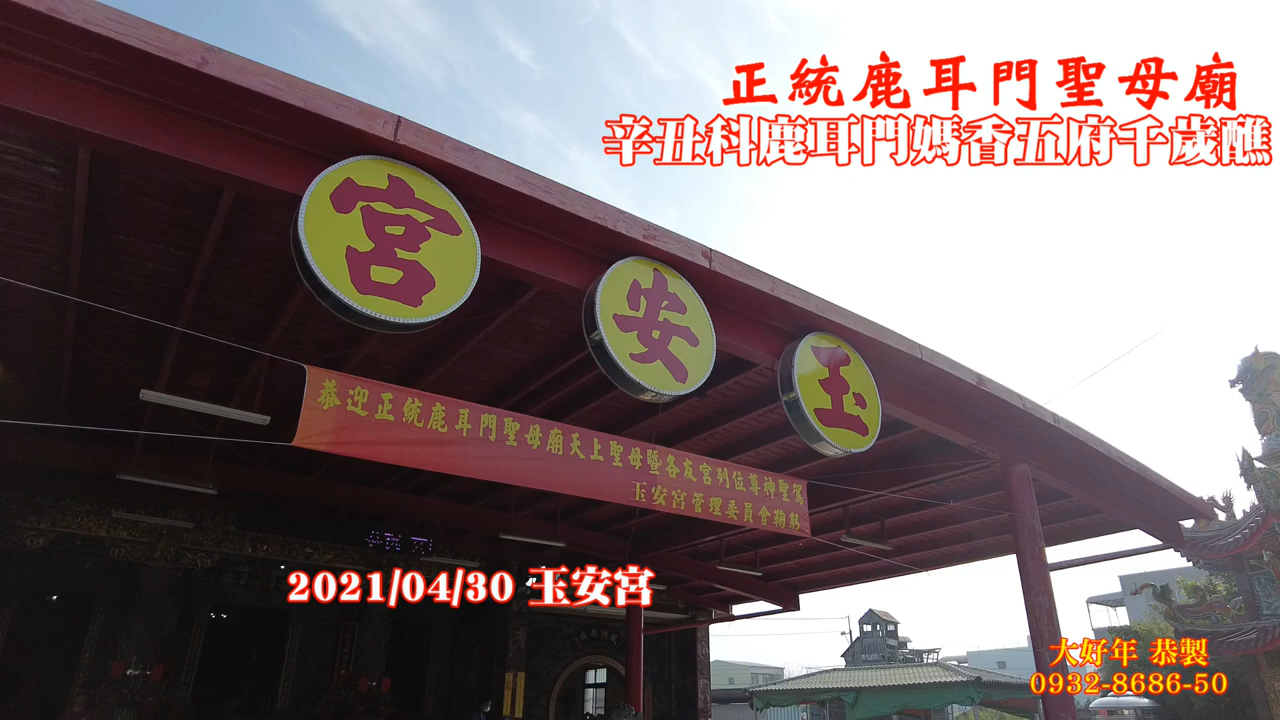 正統鹿耳門聖母廟
辛丑科鹿耳門媽香五府千歲醮
宮安玉
恭迎正統鹿耳門聖母廟天上聖母暨各友宮列位尊神聖駕
玉安宮管理委員會鞠躬
2021/04/30 玉安宮
大好年 恭製
0932-8686-50